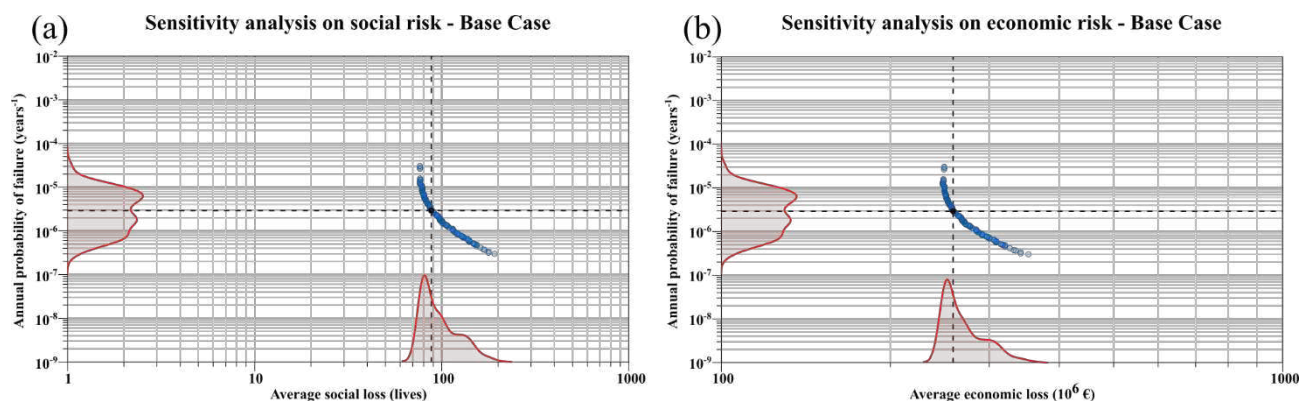 (a)
Sensitivity analysis on social risk - Base Case
Annual probability of failure (years⁻¹)
10⁻²
10⁻³
10⁻⁴
10⁻⁵
10⁻⁶
10⁻⁷
10⁻⁸
10⁻⁹
1 10 100 1000
Average social loss (lives)
(b)
Sensitivity analysis on economic risk - Base Case
Annual probability of failure (years⁻¹)
10⁻²
10⁻³
10⁻⁴
10⁻⁵
10⁻⁶
10⁻⁷
10⁻⁸
10⁻⁹
100 1000
Average economic loss (10⁶ €)